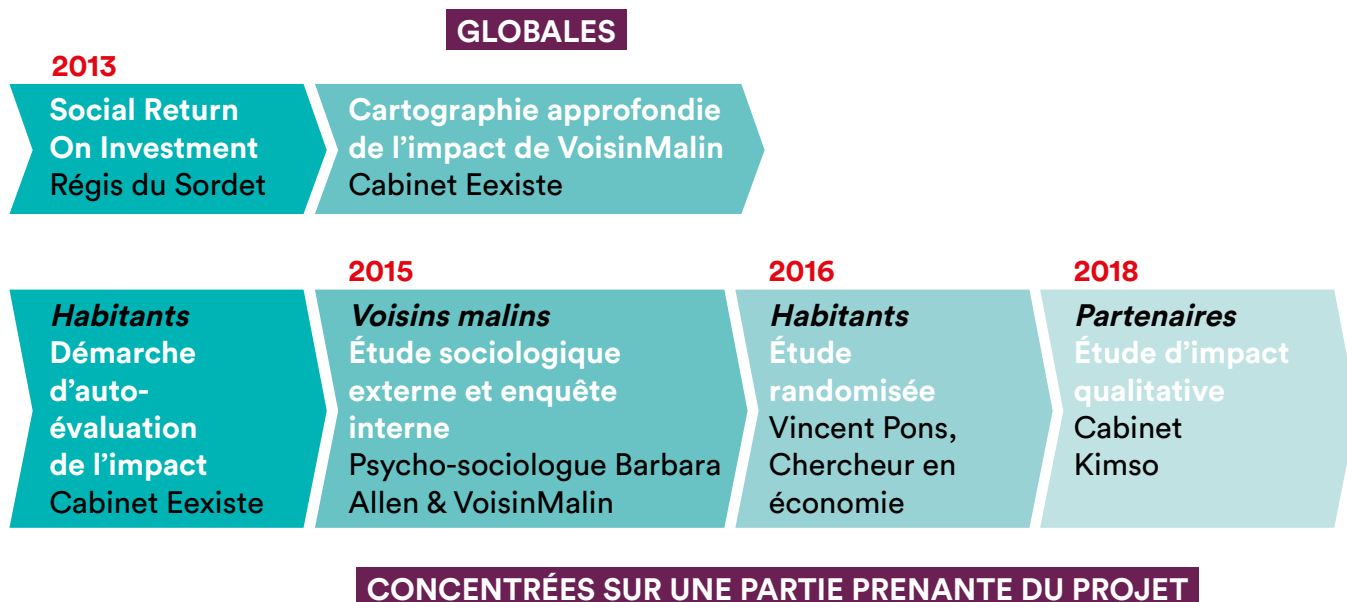 GLOBALES
2013
Social Return
On Investment
Régis du Sordet
Cartographie approfondie
de l'impact de VoisinMalin
Cabinet Eexiste
Habitants
Démarche
d'auto-
évaluation
de l'impact
Cabinet Eexiste
2015
Voisins malins
Étude sociologique
externe et enquête
interne
Psycho-sociologue Barbara
Allen & VoisinMalin
2016
Habitants
Étude
randomisée
Vincent Pons,
Chercheur en
économie
2018
Partenaires
Étude d'impact
qualitative
Cabinet
Kimso
CONCENTRÉES SUR UNE PARTIE PRENANTE DU PROJET